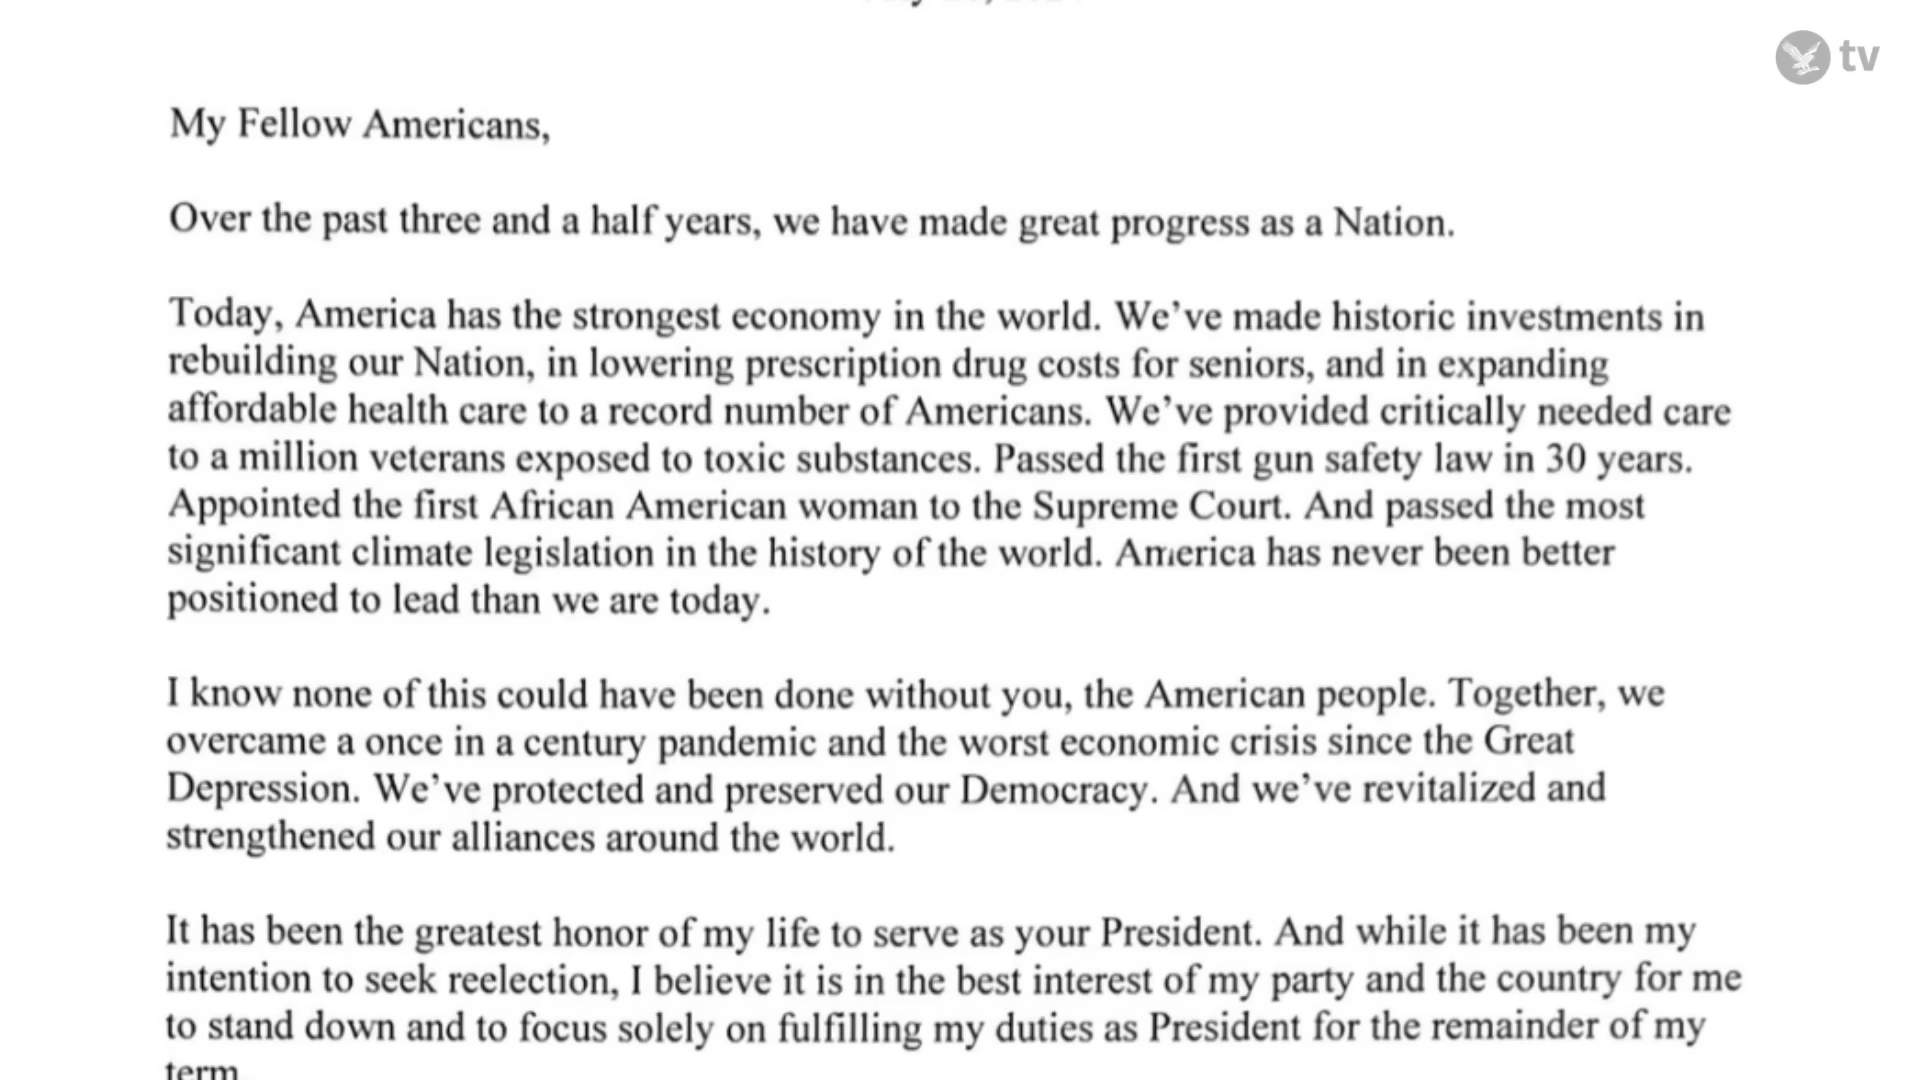 tv
My Fellow Americans,
Over the past three and a half years, we have made great progress as a Nation.
Today, America has the strongest economy in the world. We’ve made historic investments in
rebuilding our Nation, in lowering prescription drug costs for seniors, and in expanding
affordable health care to a record number of Americans. We’ve provided critically needed care
to a million veterans exposed to toxic substances. Passed the first gun safety law in 30 years.
Appointed the first African American woman to the Supreme Court. And passed the most
significant climate legislation in the history of the world. America has never been better
positioned to lead than we are today.
I know none of this could have been done without you, the American people. Together, we
overcame a once in a century pandemic and the worst economic crisis since the Great
Depression. We’ve protected and preserved our Democracy. And we’ve revitalized and
strengthened our alliances around the world.
It has been the greatest honor of my life to serve as your President. And while it has been my
intention to seek reelection, I believe it is in the best interest of my party and the country for me
to stand down and to focus solely on fulfilling my duties as President for the remainder of my
term.